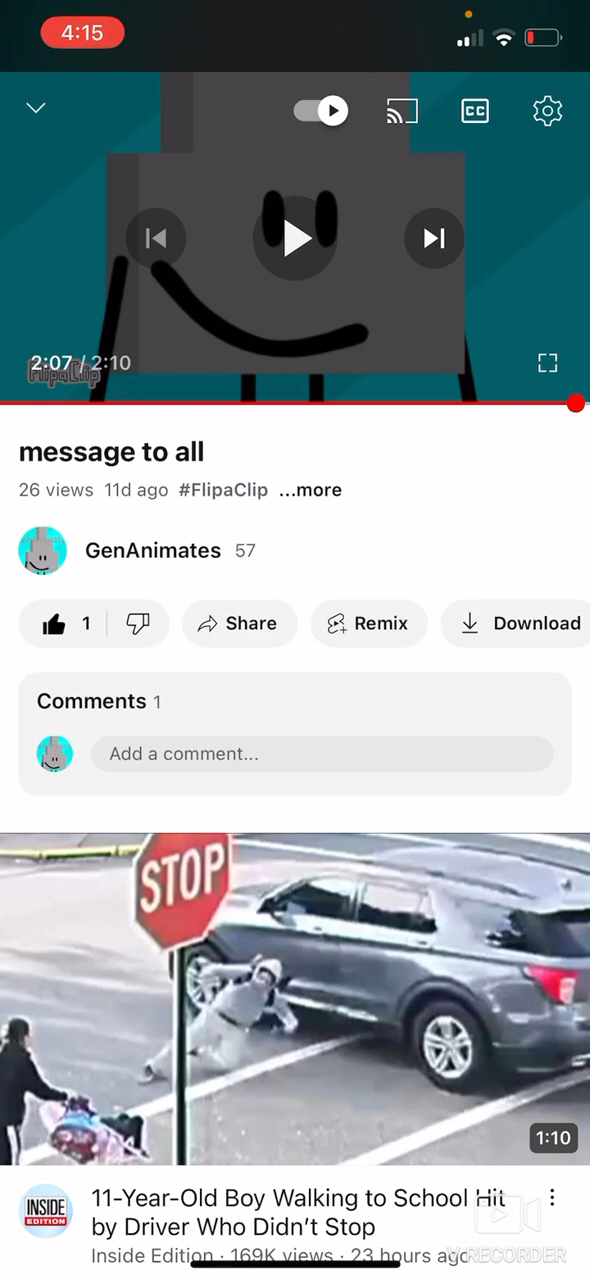 4:15
CC
2:07 / 2:10
FlipaClip
message to all
26 views 11d ago #FlipaClip ...more
GenAnimates 57
1 Share Remix Download
Comments 1
Add a comment...
STOP
1:10
INSIDE
EDITION
11-Year-Old Boy Walking to School Hit
by Driver Who Didn't Stop
Inside Edition · 169K views · 23 hours ago
V RECORDER